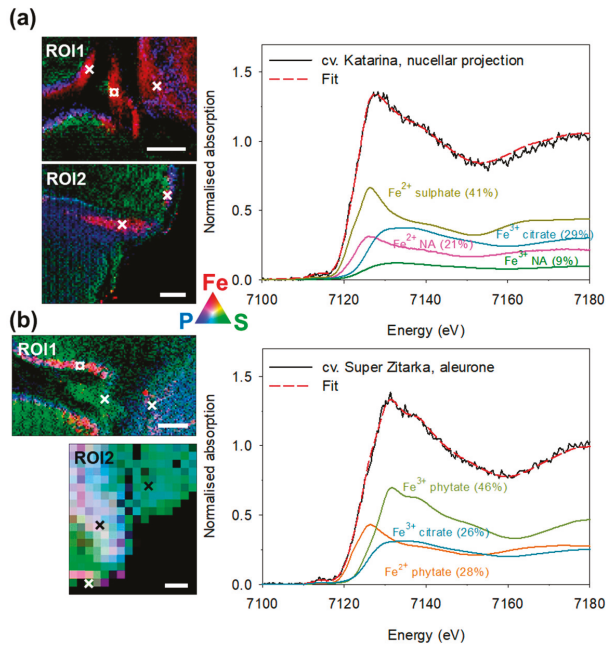 (a)
ROI1
ROI2
Normalised absorption
1.5
1.0
0.5
0.0
cv. Katarina, nucellar projection
Fit
Fe²⁺ sulphate (41%)
Fe³⁺ citrate (29%)
Fe²⁺ NA (21%)
Fe³⁺ NA (9%)
7100 7120 7140 7160 7180
Energy (eV)
Fe
P S
(b)
ROI1
ROI2
Normalised absorption
1.5
1.0
0.5
0.0
cv. Super Zitarka, aleurone
Fit
Fe³⁺ phytate (46%)
Fe³⁺ citrate (26%)
Fe²⁺ phytate (28%)
7100 7120 7140 7160 7180
Energy (eV)